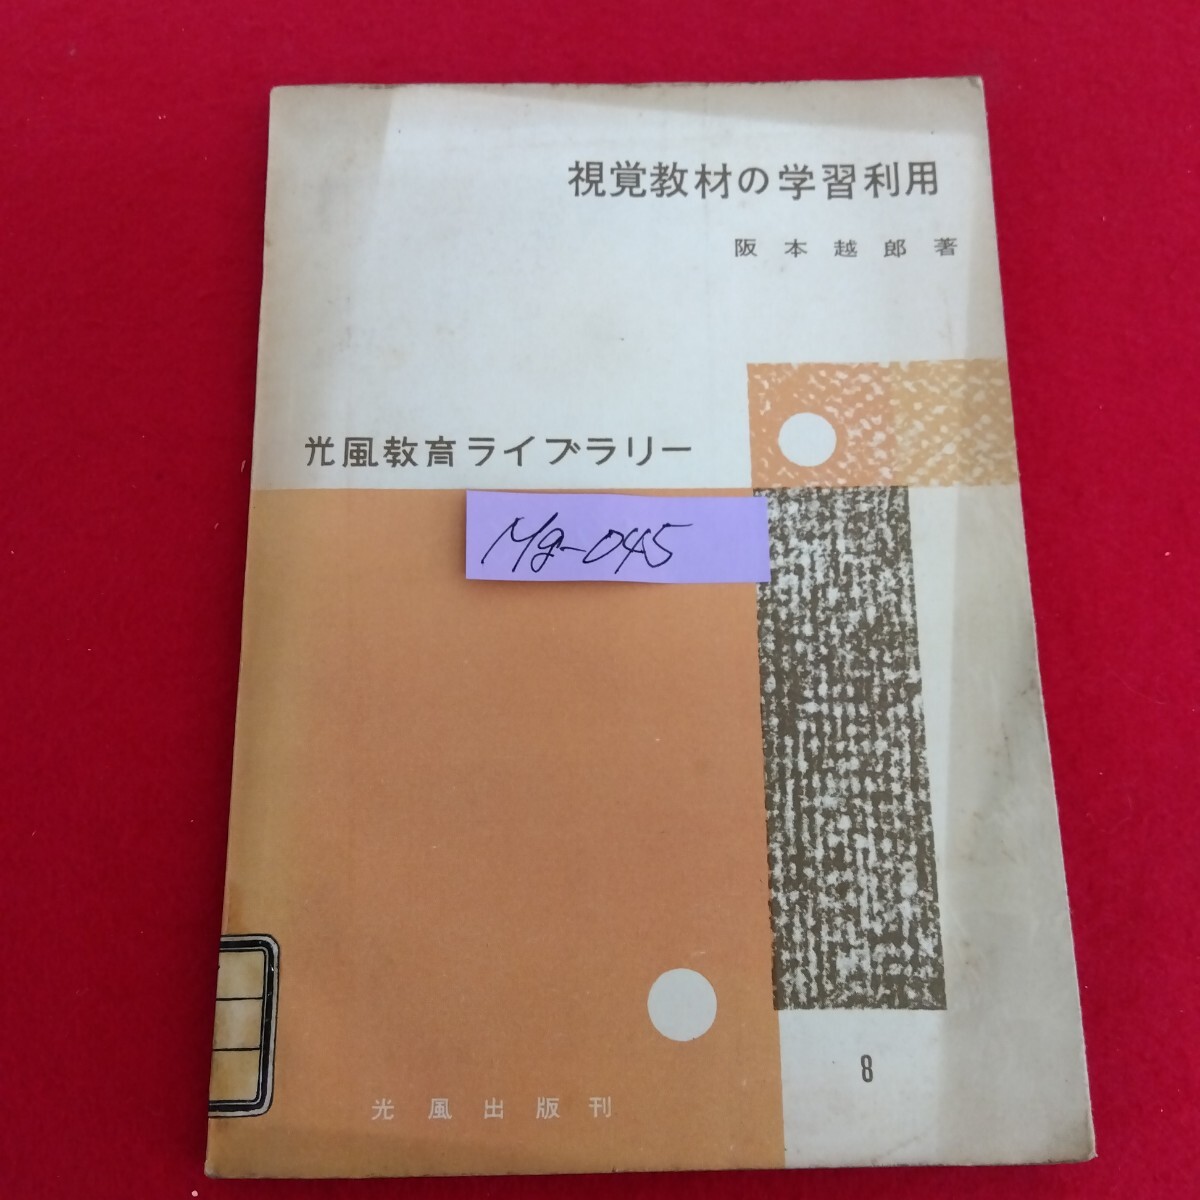 視覚教材の学習利用
阪本越郎著
光風教育ライブラリー
Mg-045
8
光風出版刊